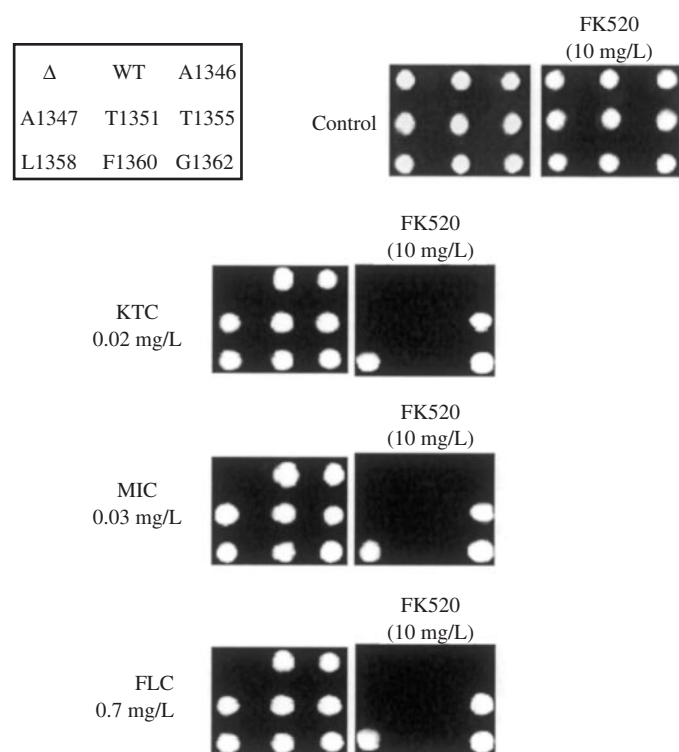 Δ WT A1346
A1347 T1351 T1355
L1358 F1360 G1362
FK520
(10 mg/L)
Control
FK520
(10 mg/L)
KTC
0.02 mg/L
FK520
(10 mg/L)
MIC
0.03 mg/L
FK520
(10 mg/L)
FLC
0.7 mg/L